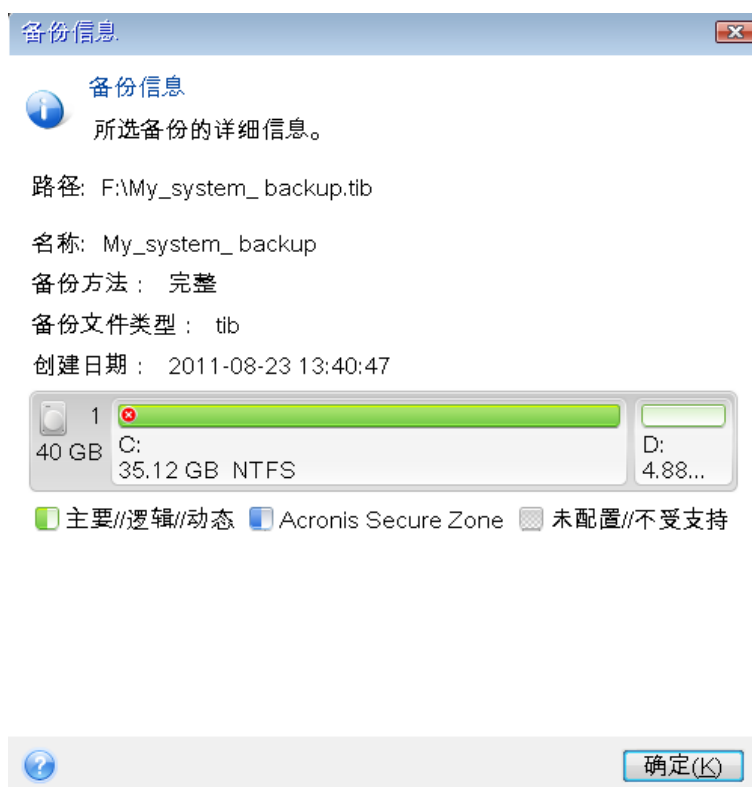 备份信息
备份信息
所选备份的详细信息。
路径: F:\My_system_ backup.tib
名称: My_system_ backup
备份方法： 完整
备份文件类型： tib
创建日期： 2011-08-23 13:40:47
1
40 GB
C:
35.12 GB NTFS
D:
4.88...
主要//逻辑//动态 Acronis Secure Zone 未配置//不受支持
确定(K)